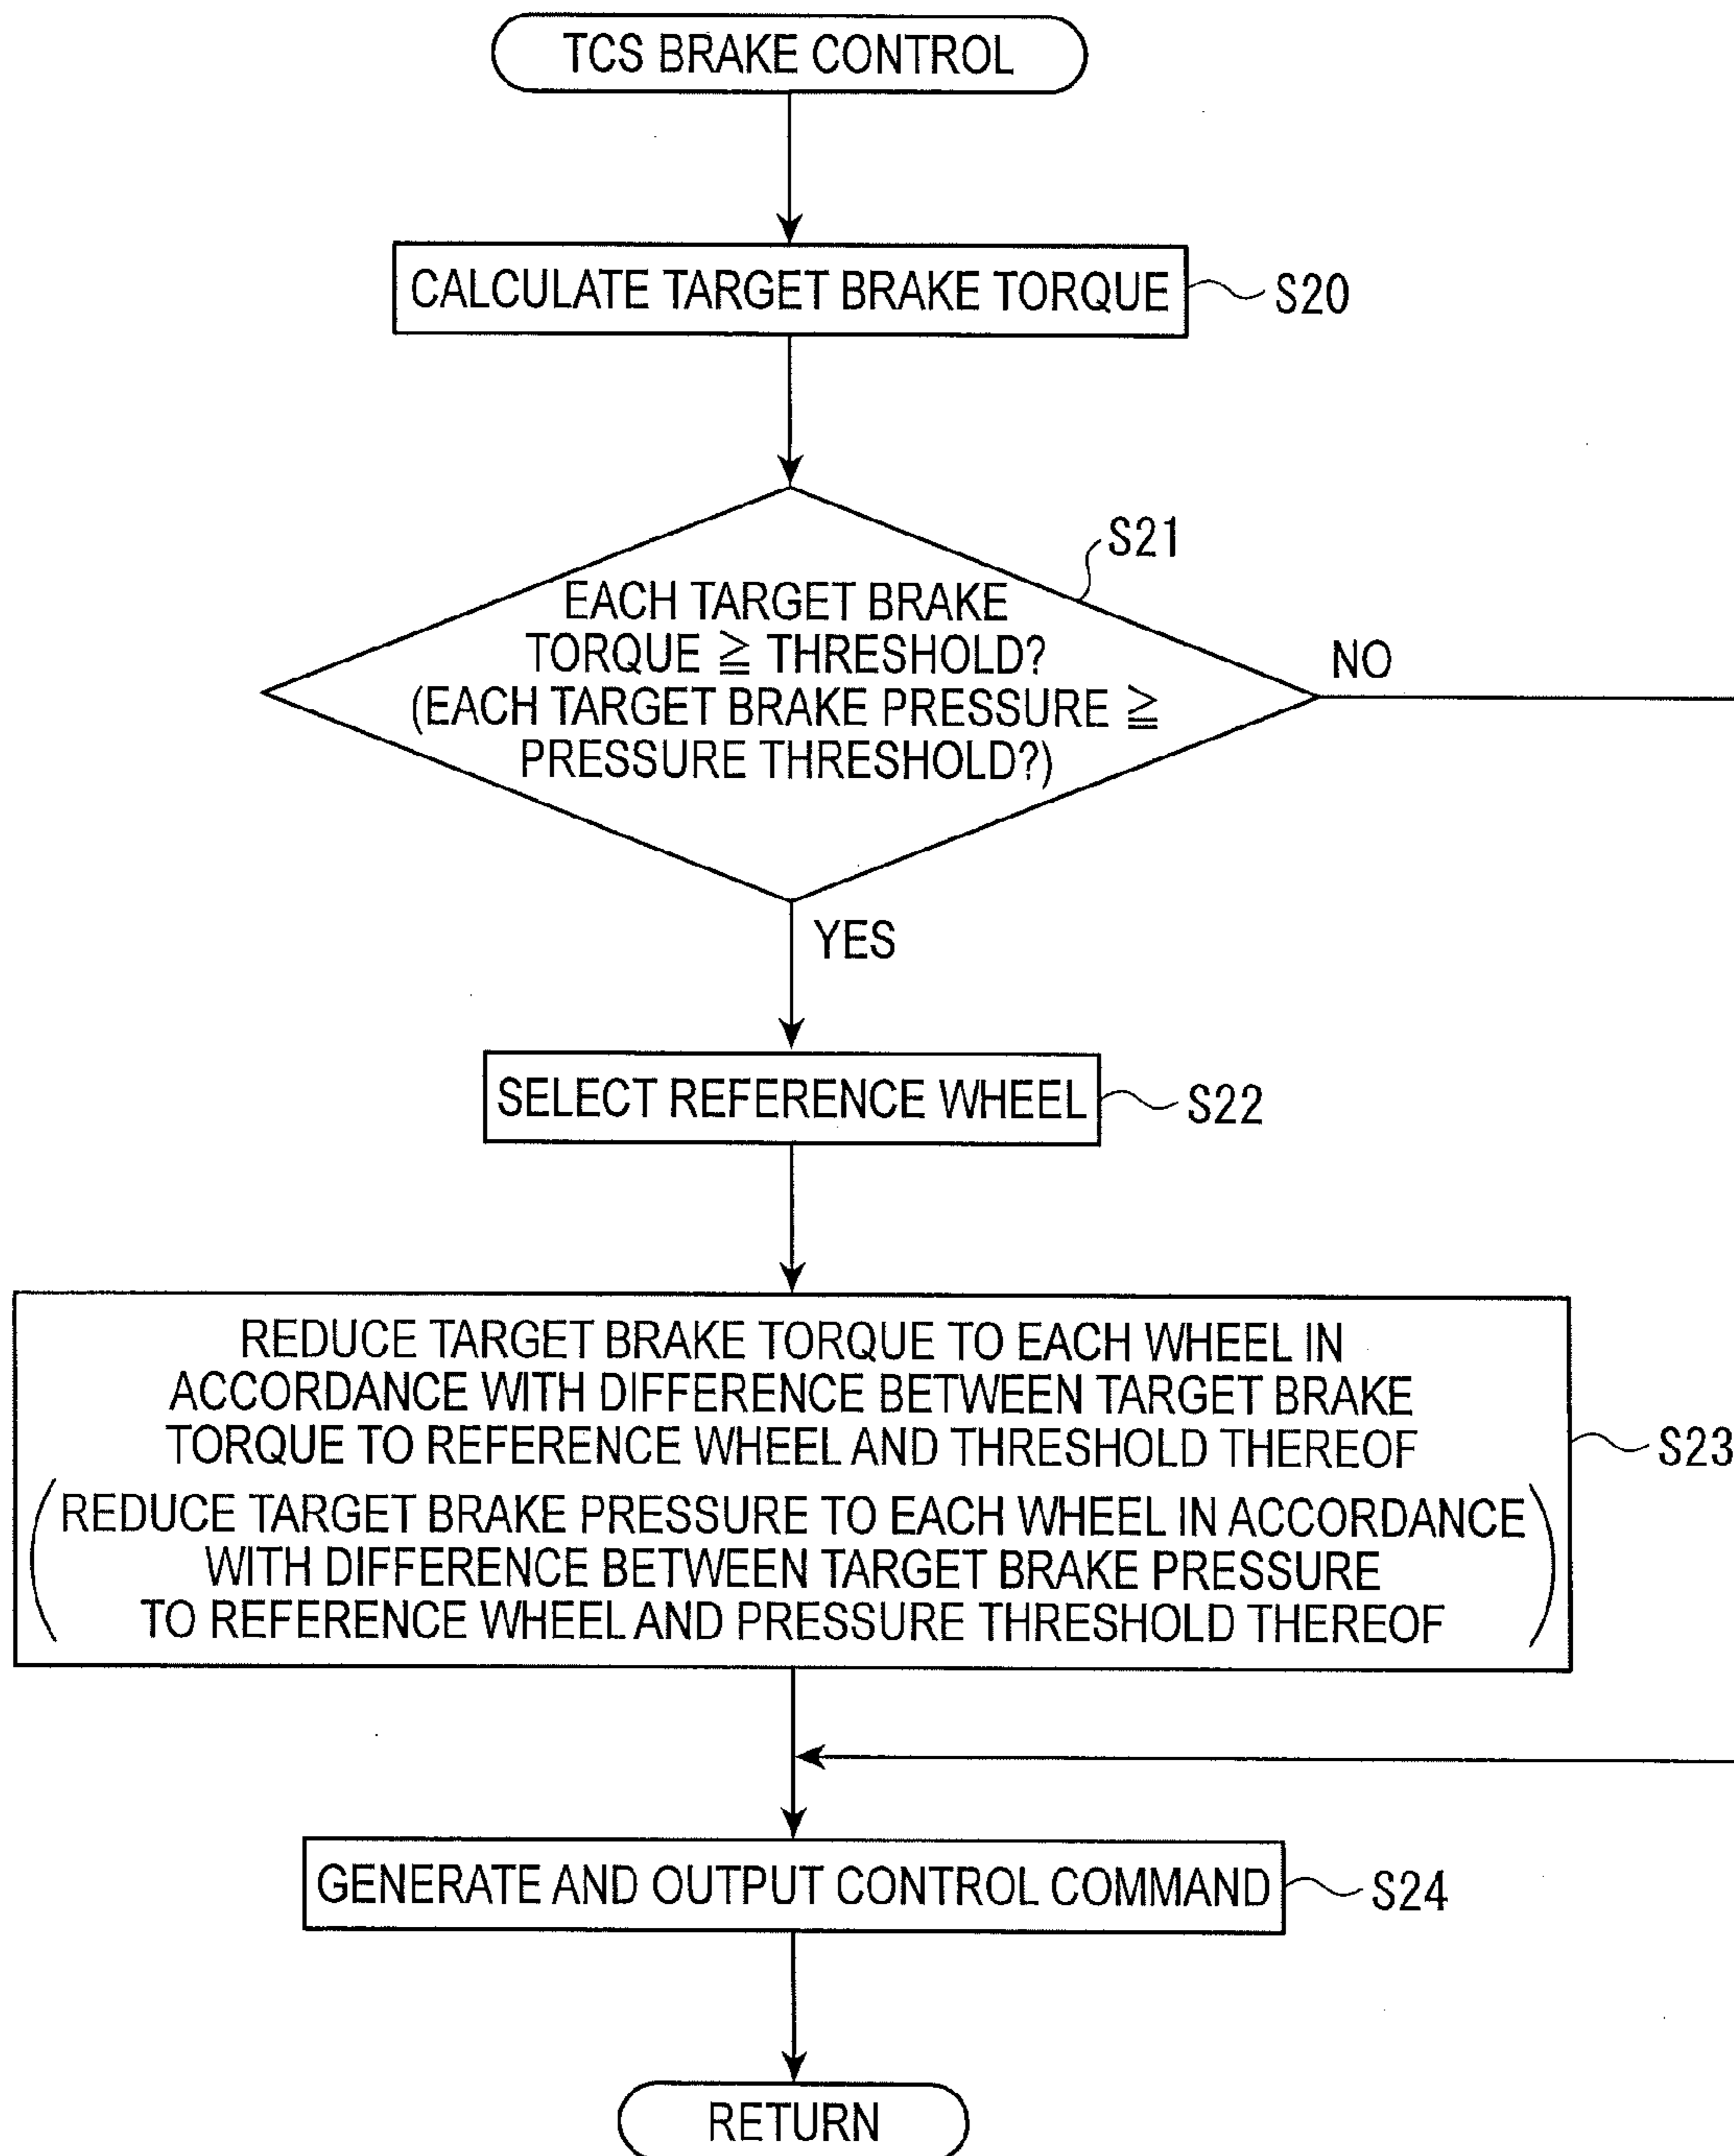 TCS BRAKE CONTROL
CALCULATE TARGET BRAKE TORQUE
S20
S21
EACH TARGET BRAKE
TORQUE ≧ THRESHOLD?
(EACH TARGET BRAKE PRESSURE ≧
PRESSURE THRESHOLD?)
NO
YES
SELECT REFERENCE WHEEL
S22
REDUCE TARGET BRAKE TORQUE TO EACH WHEEL IN
ACCORDANCE WITH DIFFERENCE BETWEEN TARGET BRAKE
TORQUE TO REFERENCE WHEEL AND THRESHOLD THEREOF
(REDUCE TARGET BRAKE PRESSURE TO EACH WHEEL IN ACCORDANCE
WITH DIFFERENCE BETWEEN TARGET BRAKE PRESSURE
TO REFERENCE WHEEL AND PRESSURE THRESHOLD THEREOF)
S23
GENERATE AND OUTPUT CONTROL COMMAND
S24
RETURN